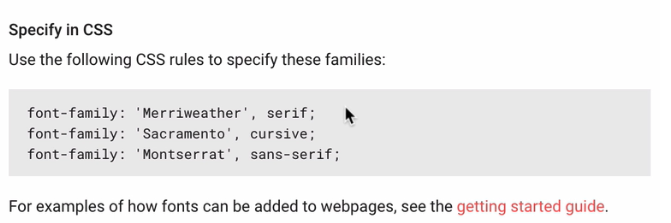 Specify in CSS
Use the following CSS rules to specify these families:
font-family: 'Merriweather', serif;
font-family: 'Sacramento', cursive;
font-family: 'Montserrat', sans-serif;
For examples of how fonts can be added to webpages, see the getting started guide.